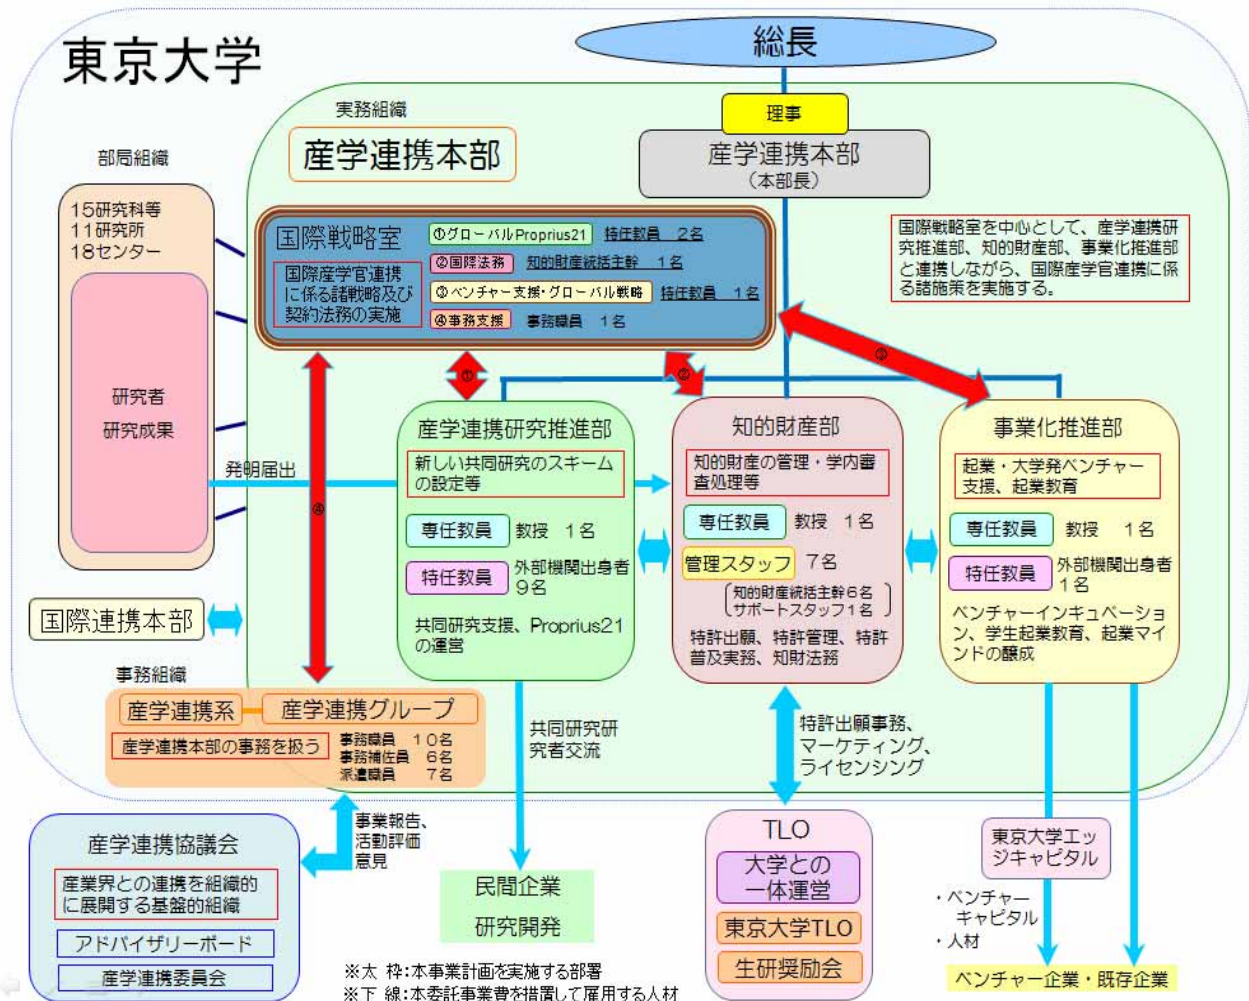 東京大学
総長
理事
産学連携本部
(本部長)
実務組織
産学連携本部
部局組織
15研究科等
11研究所
18センター
研究者
研究成果
国際戦略室
国際産学官連携
に係る諸戦略及び
契約法務の実施
①グローバルProprius21 特任教員 2名
②国際法務 知的財産統括主幹 1名
③ベンチャー支援・グローバル戦略 特任教員 1名
④事務支援 事務職員 1名
国際戦略室を中心として、産学連携研
究推進部、知的財産部、事業化推進部
と連携しながら、国際産学官連携に係
る諸施策を実施する。
①
②
③
④
発明届出
産学連携研究推進部
新しい共同研究のスキーム
の設定等
専任教員 教授 1名
特任教員 外部機関出身者
9名
共同研究支援、Proprius21
の運営
知的財産部
知的財産の管理・学内審
査処理等
専任教員 教授 1名
管理スタッフ 7名
知的財産統括主幹6名
サポートスタッフ1名
特許出願、特許管理、特許
普及実務、知財法務
事業化推進部
起業・大学発ベンチャー
支援、起業教育
専任教員 教授 1名
特任教員 外部機関出身者
1名
ベンチャーインキュベーショ
ン、学生起業教育、起業マイ
ンドの醸成
国際連携本部
事務組織
産学連携系 産学連携グループ
産学連携本部の事務を扱う
事務職員 10名
事務補佐員 6名
派遣職員 7名
共同研究研
究者交流
特許出願事務、
マーケティング、
ライセンシング
事業報告、
活動評価
意見
産学連携協議会
産業界との連携を組織的
に展開する基盤的組織
アドバイザリーボード
産学連携委員会
民間企業
研究開発
TLO
大学との
一体運営
東京大学TLO
生研奨励会
東京大学エッ
ジキャピタル
・ベンチャー
キャピタル
・人材
ベンチャー企業・既存企業
※太 枠:本事業計画を実施する部署
※下 線:本委託事業費を措置して雇用する人材